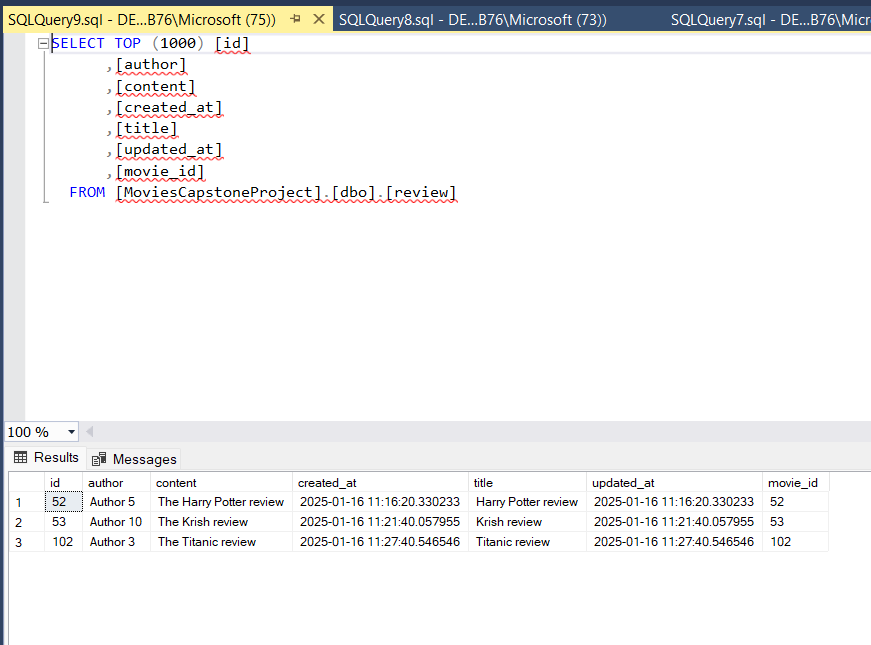 SQLQuery9.sql - DE...B76\Microsoft (75)) SQLQuery8.sql - DE...B76\Microsoft (73)) SQLQuery7.sql - DE...B76\Micr
SELECT TOP (1000) [id]
,[author]
,[content]
,[created_at]
,[title]
,[updated_at]
,[movie_id]
FROM [MoviesCapstoneProject].[dbo].[review]
100 %
Results Messages
id author content created_at title updated_at movie_id
1 52 Author 5 The Harry Potter review 2025-01-16 11:16:20.330233 Harry Potter review 2025-01-16 11:16:20.330233 52
2 53 Author 10 The Krish review 2025-01-16 11:21:40.057955 Krish review 2025-01-16 11:21:40.057955 53
3 102 Author 3 The Titanic review 2025-01-16 11:27:40.546546 Titanic review 2025-01-16 11:27:40.546546 102